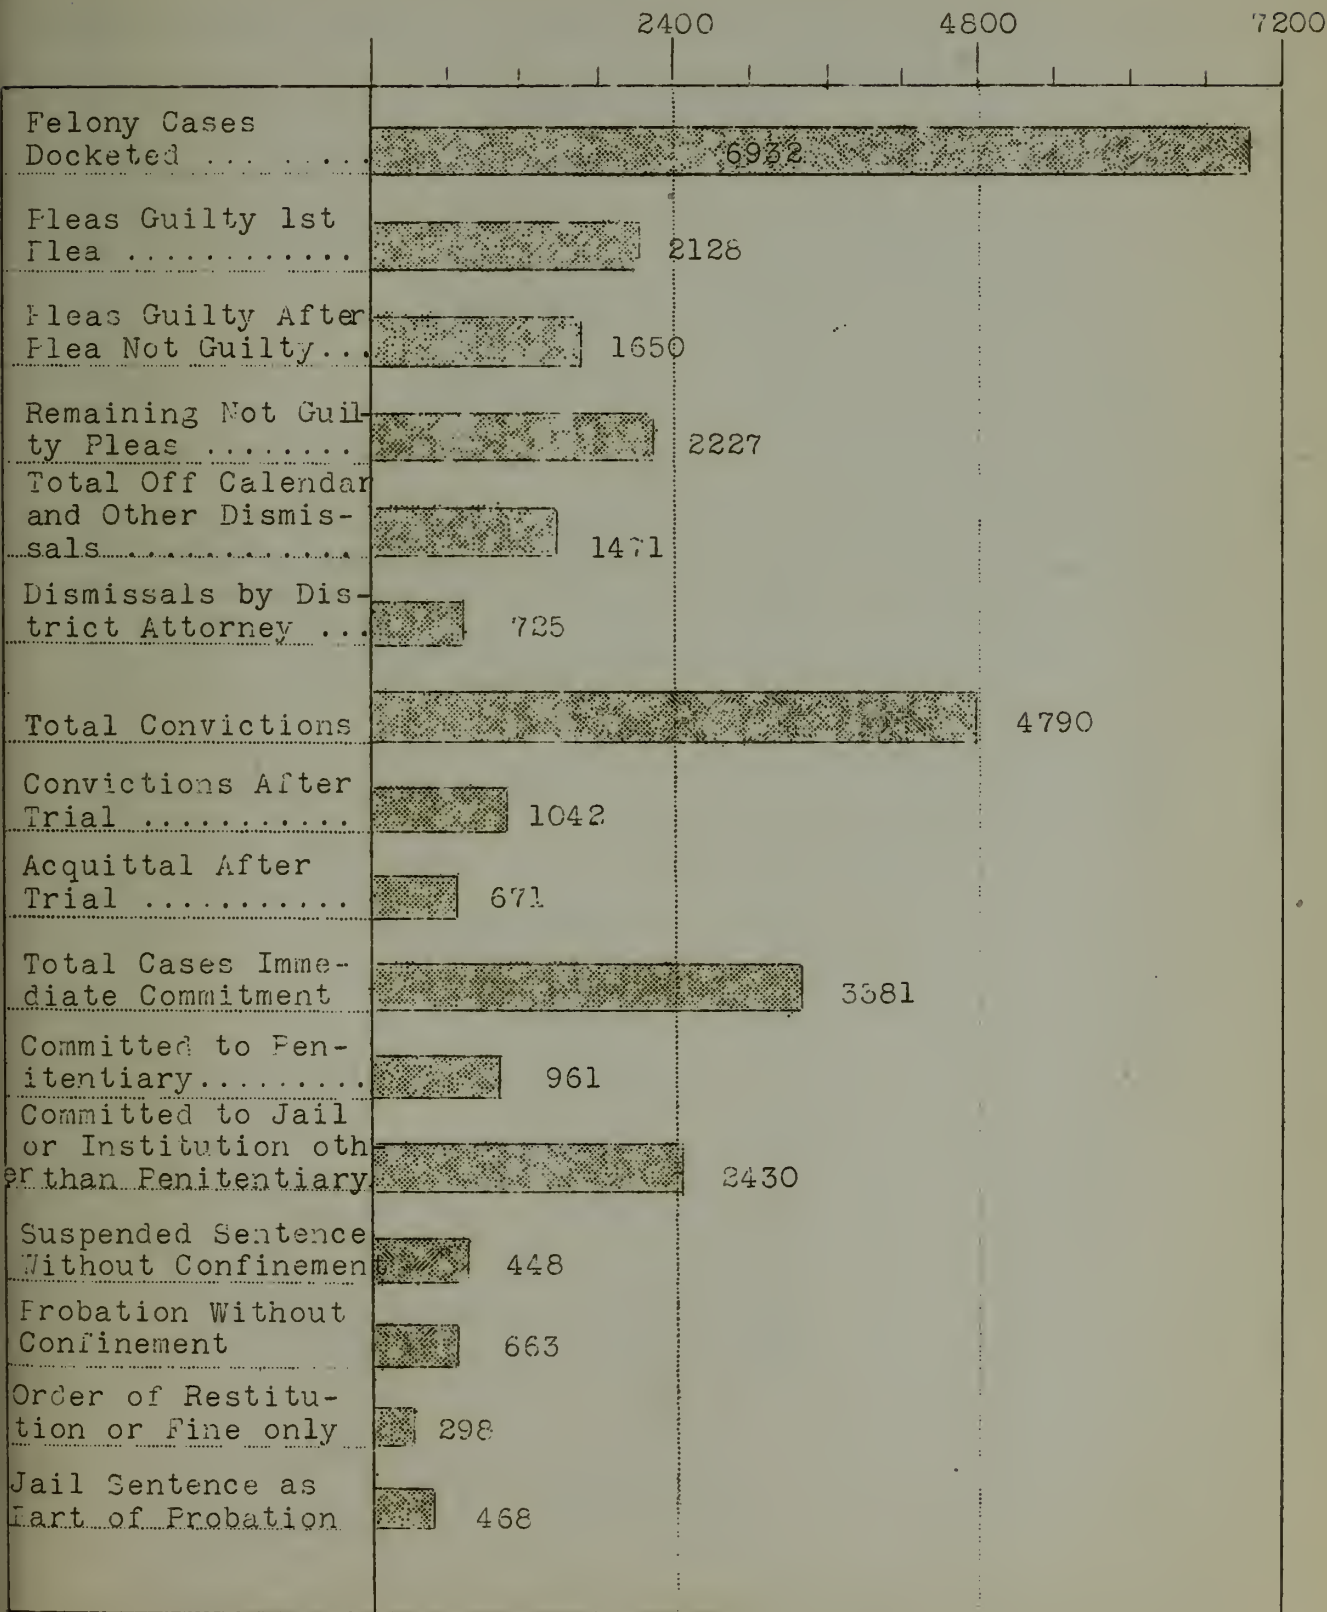 2400 4800 7200
Felony Cases
Docketed ... ..... 6932
Pleas Guilty 1st
Plea ............ 2128
Pleas Guilty After
Plea Not Guilty... 1650
Remaining Not Guil-
ty Pleas ........ 2227
Total Off Calendar
and Other Dismis-
sals............. 1471
Dismissals by Dis-
trict Attorney ... 725
Total Convictions 4790
Convictions After
Trial ........... 1042
Acquittal After
Trial ........... 671
Total Cases Imme-
diate Commitment 3381
Committed to Pen-
itentiary......... 961
Committed to Jail
or Institution oth-
er than Penitentiary 2430
Suspended Sentence
Without Confinement 448
Probation Without
Confinement 663
Order of Restitu-
tion or Fine only 298
Jail Sentence as
Part of Probation 468